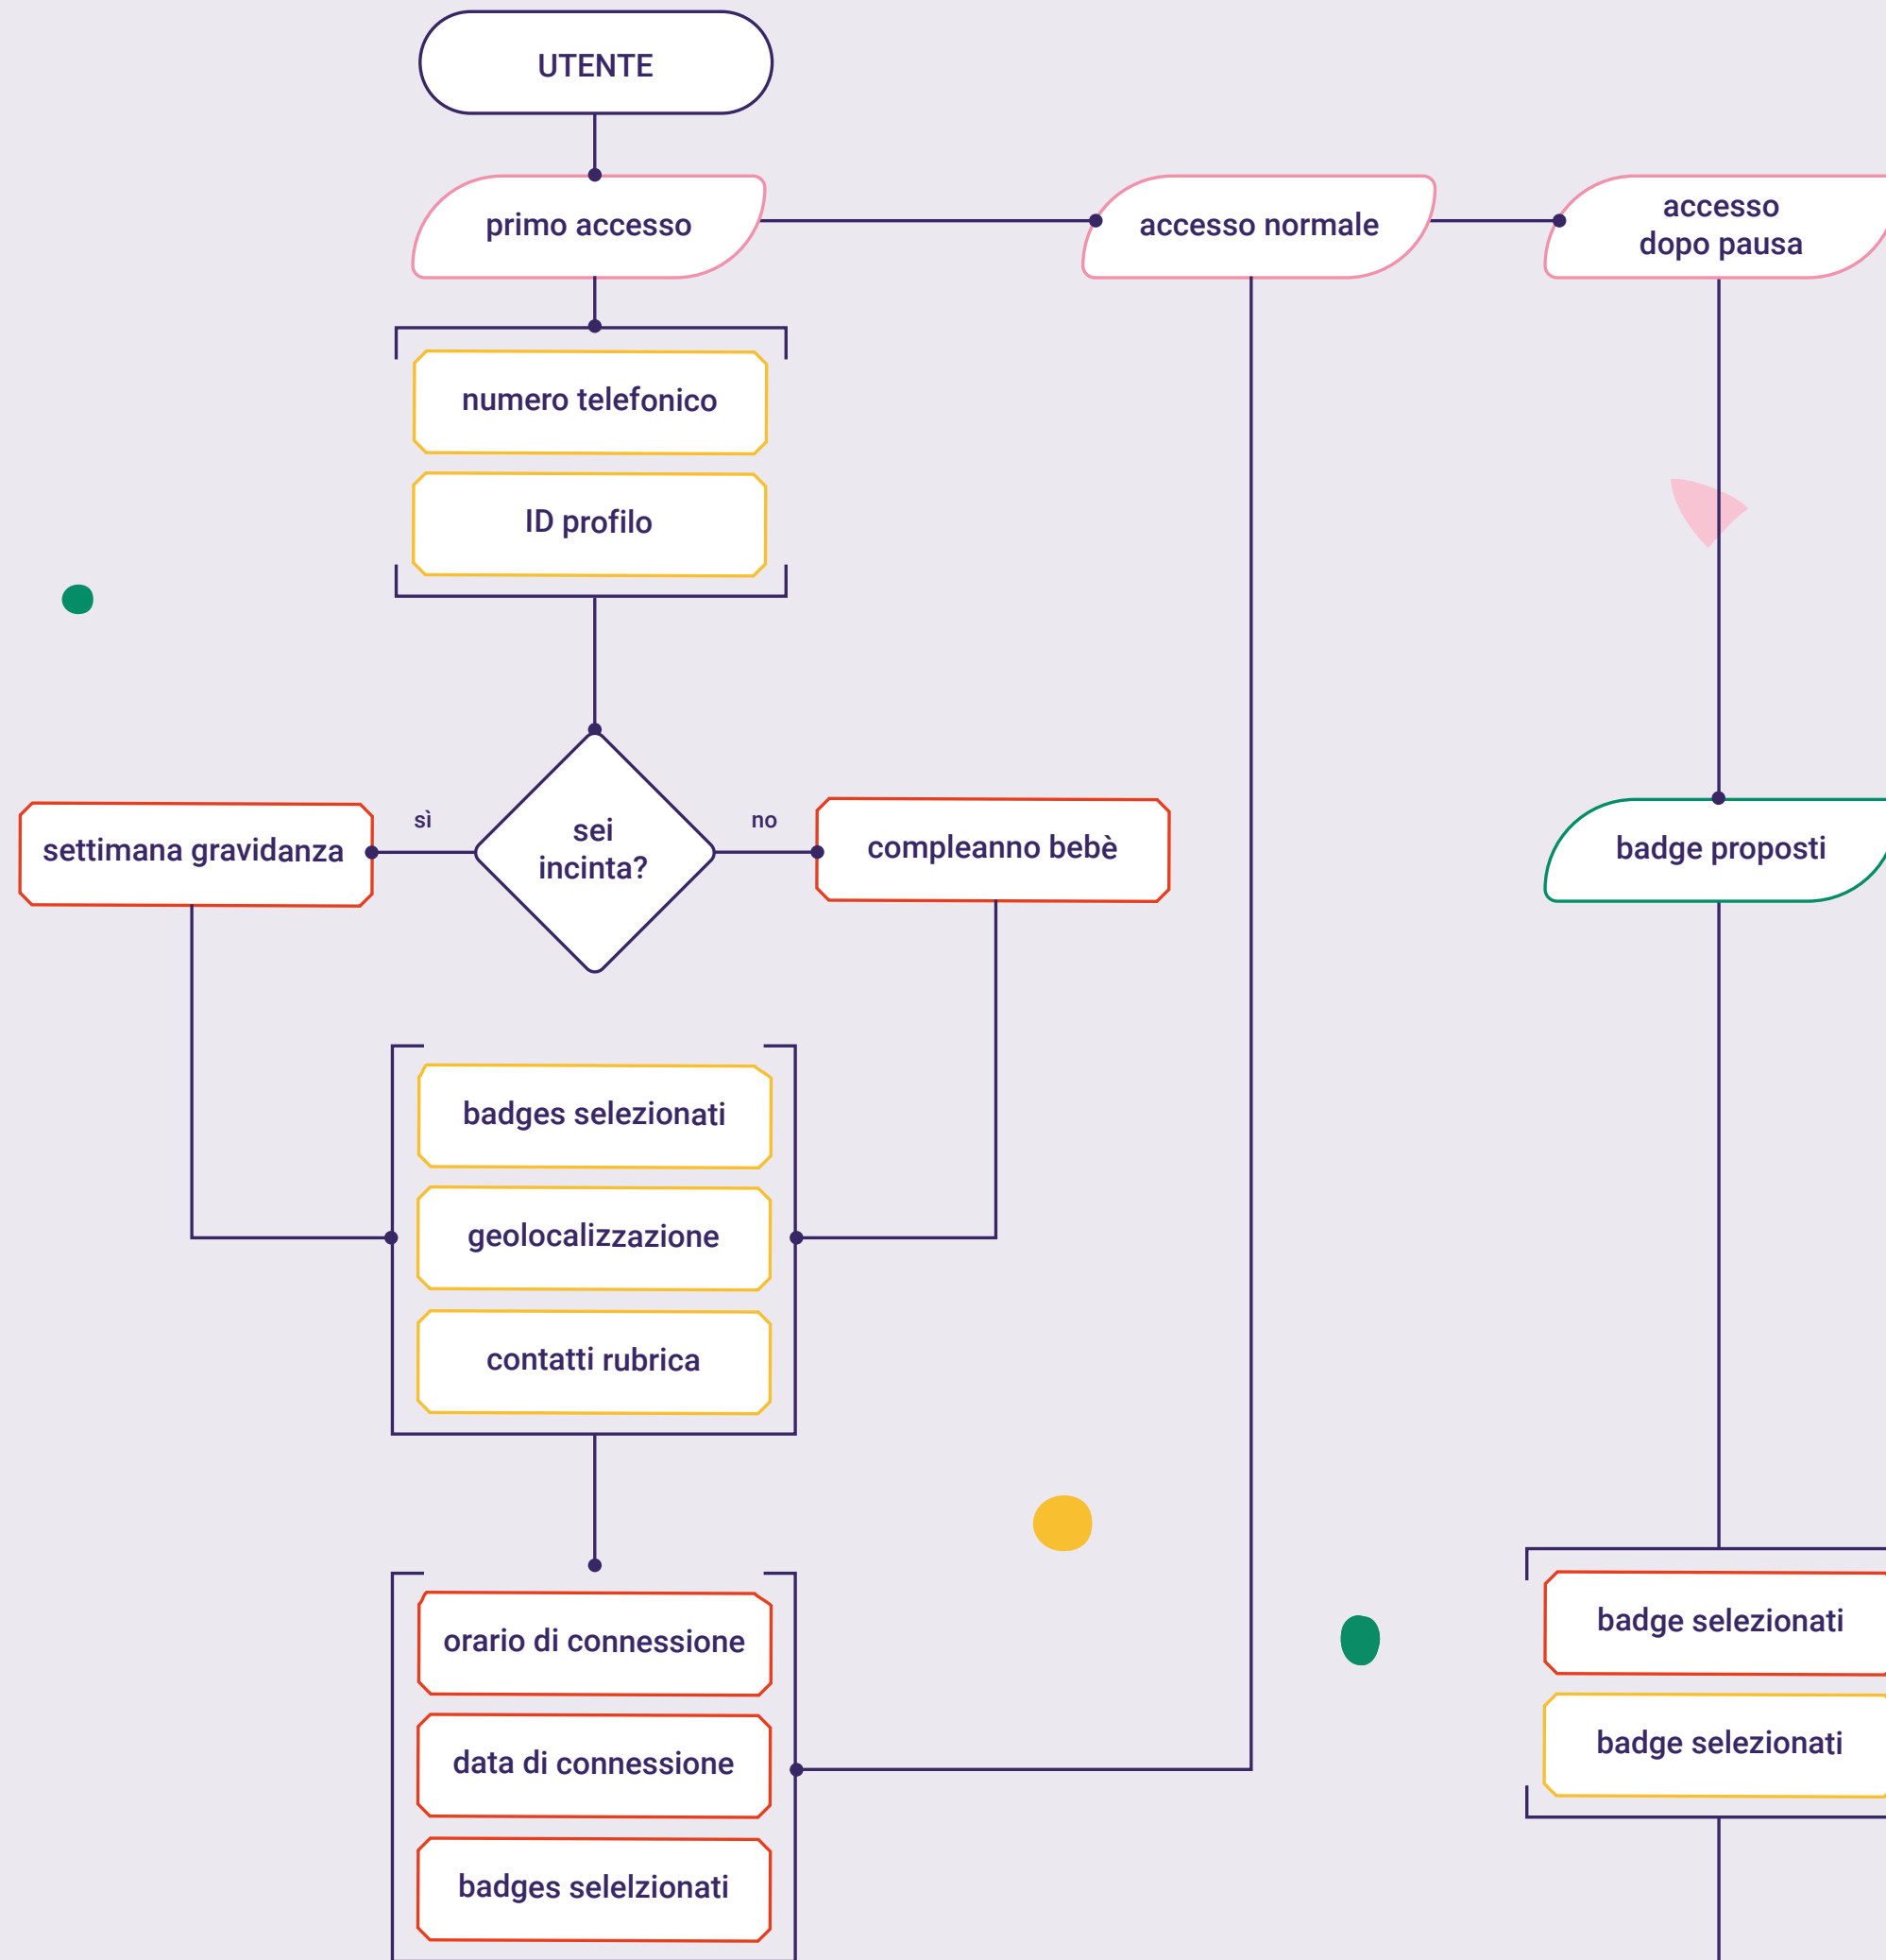 UTENTE
primo accesso
accesso normale
accesso
dopo pausa
numero telefonico
ID profilo
settimana gravidanza
sì
sei
incinta?
no
compleanno bebè
badge proposti
badges selezionati
geolocalizzazione
contatti rubrica
orario di connessione
data di connessione
badges selelzionati
badge selezionati
badge selezionati